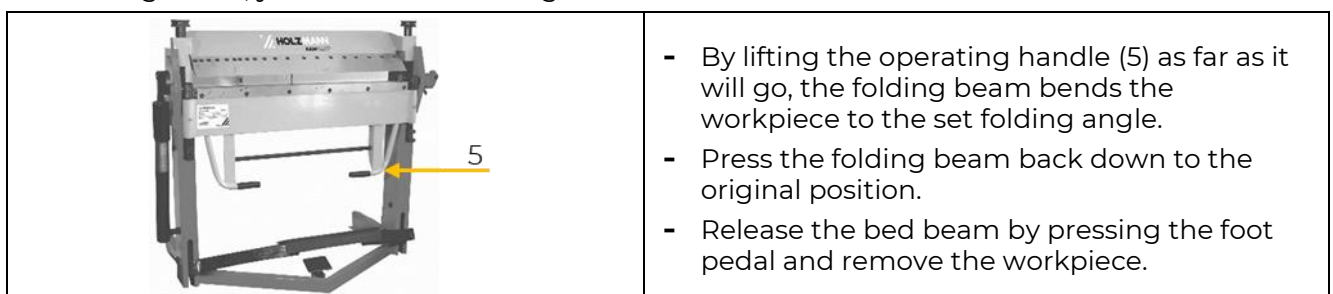 HOLZMANN
5
- By lifting the operating handle (5) as far as it
will go, the folding beam bends the
workpiece to the set folding angle.
- Press the folding beam back down to the
original position.
- Release the bed beam by pressing the foot
pedal and remove the workpiece.